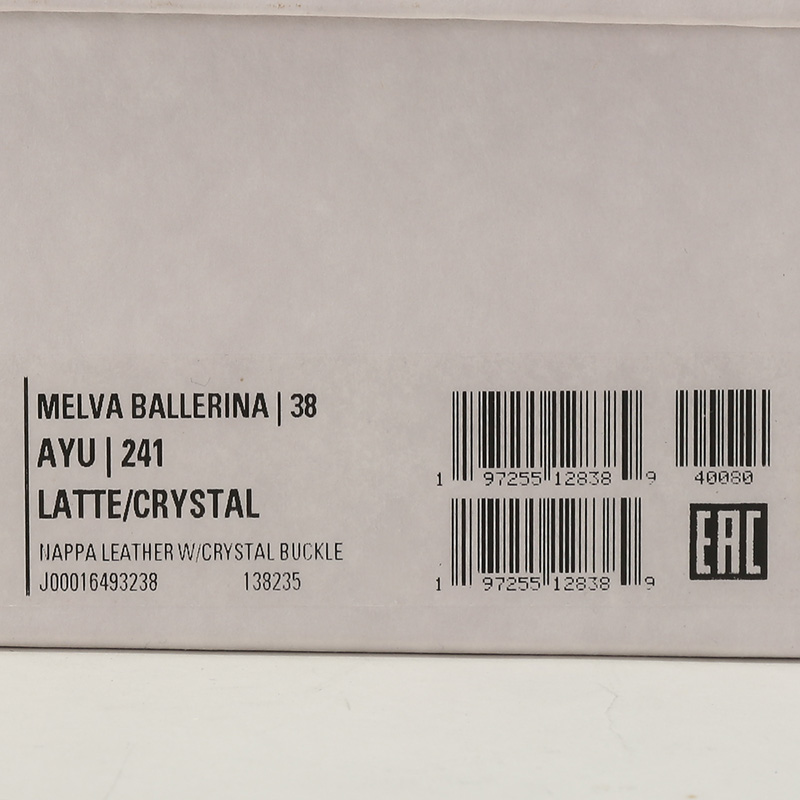 MELVA BALLERINA | 38
AYU | 241
LATTE/CRYSTAL
NAPPA LEATHER W/CRYSTAL BUCKLE
J00016493238 138235
1 97255 12838 9
40080
1 97255 12838 9
EAC